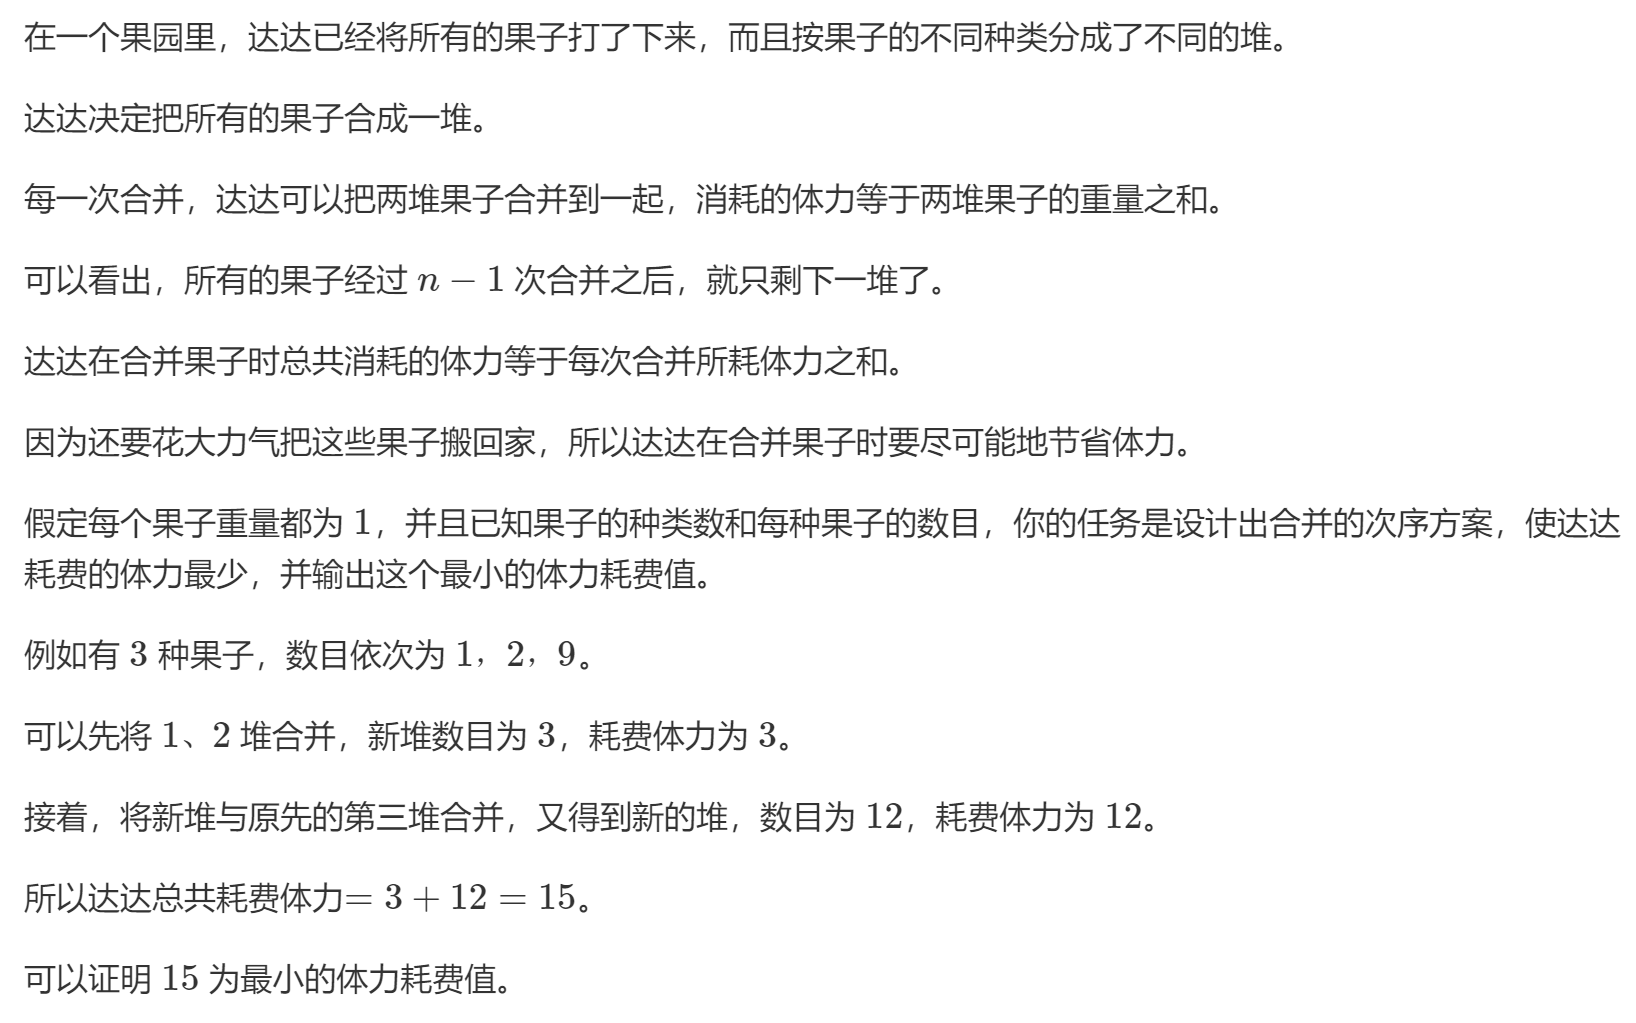 在一个果园里，达达已经将所有的果子打了下来，而且按果子的不同种类分成了不同的堆。
达达决定把所有的果子合成一堆。
每一次合并，达达可以把两堆果子合并到一起，消耗的体力等于两堆果子的重量之和。
可以看出，所有的果子经过 n − 1 次合并之后，就只剩下一堆了。
达达在合并果子时总共消耗的体力等于每次合并所耗体力之和。
因为还要花大力气把这些果子搬回家，所以达达在合并果子时要尽可能地节省体力。
假定每个果子重量都为 1，并且已知果子的种类数和每种果子的数目，你的任务是设计出合并的次序方案，使达达
耗费的体力最少，并输出这个最小的体力耗费值。
例如有 3 种果子，数目依次为 1，2，9。
可以先将 1、2 堆合并，新堆数目为 3，耗费体力为 3。
接着，将新堆与原先的第三堆合并，又得到新的堆，数目为 12，耗费体力为 12。
所以达达总共耗费体力= 3 + 12 = 15。
可以证明 15 为最小的体力耗费值。